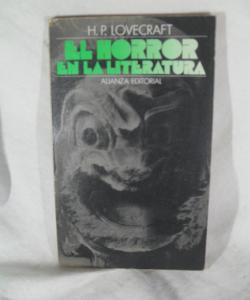 H. P. LOVECRAFT
EL HORROR
EN LA LITERATURA
ALIANZA EDITORIAL